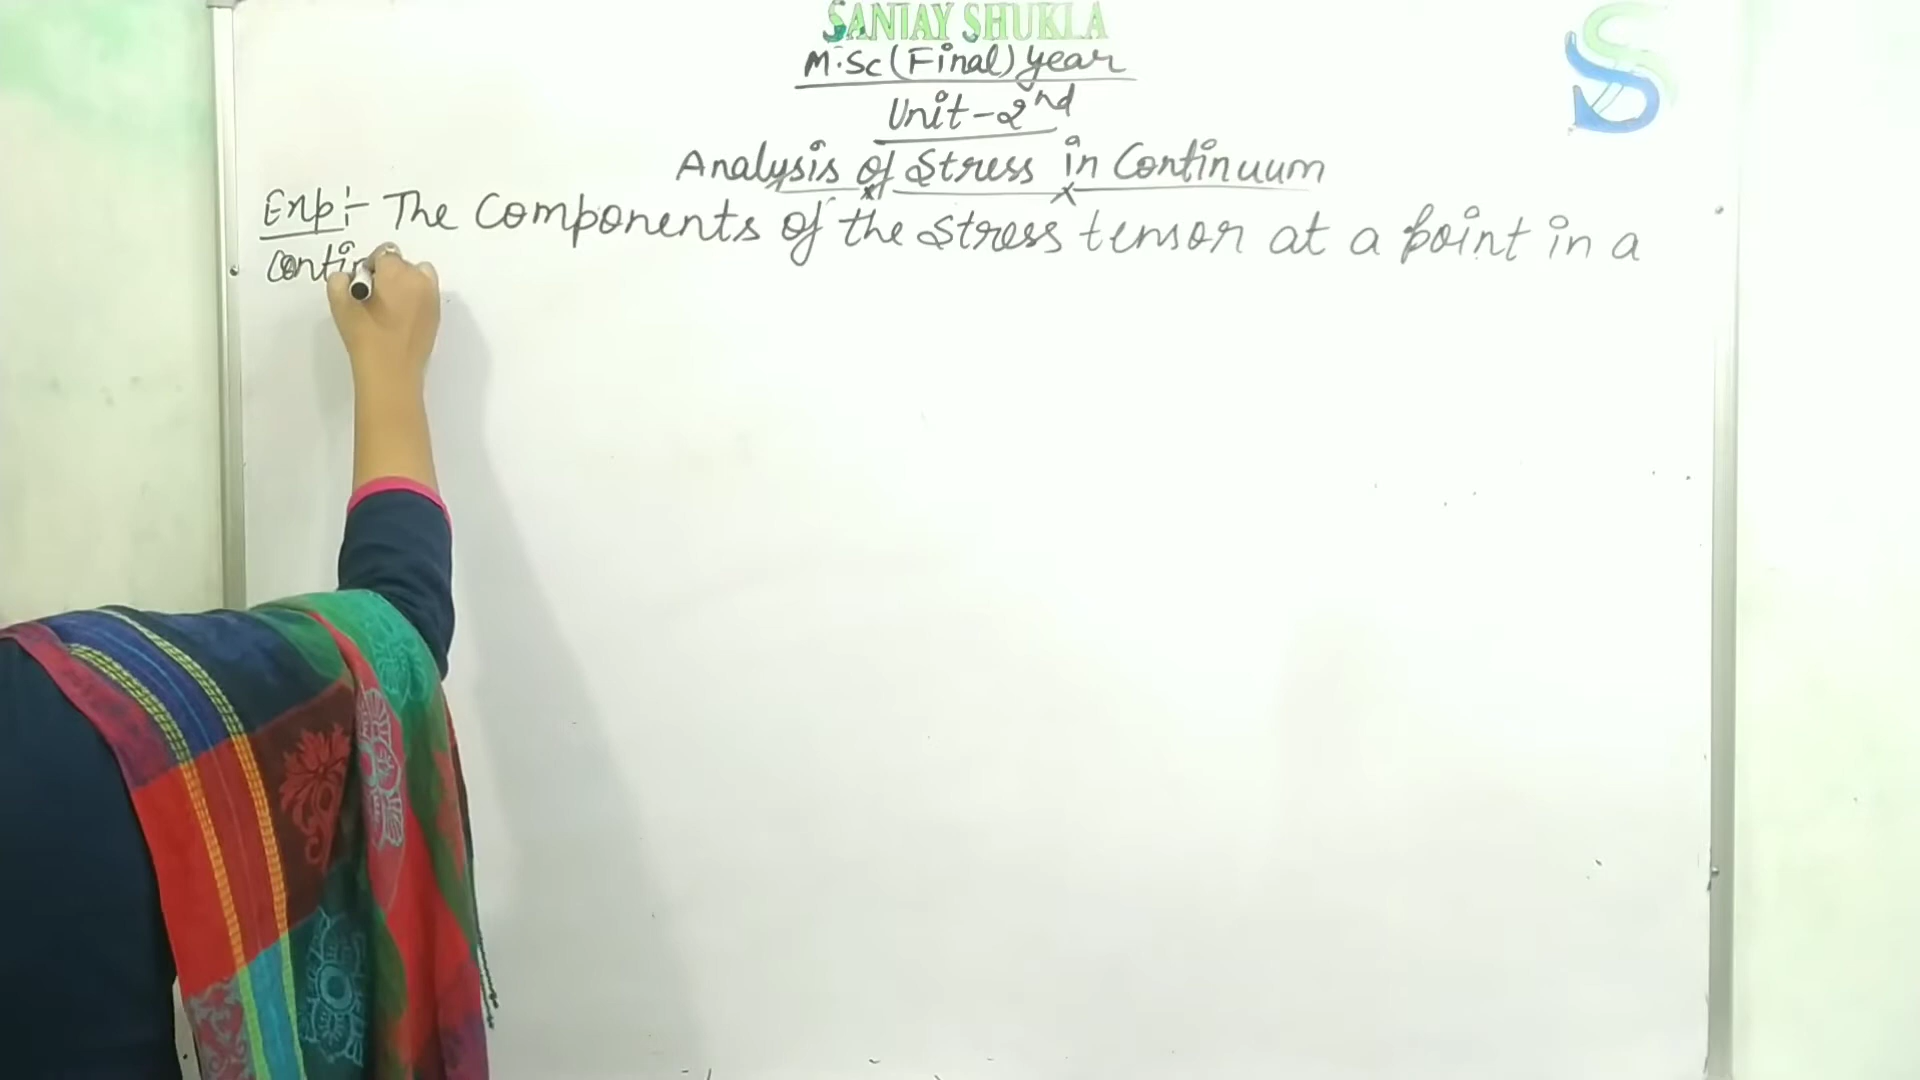 SANJAY SHUKLA
M.Sc (Final) year
Unit-2nd
Analysis of Stress in Continuum
Exp:- The Components of the stress tensor at a point in a
contin